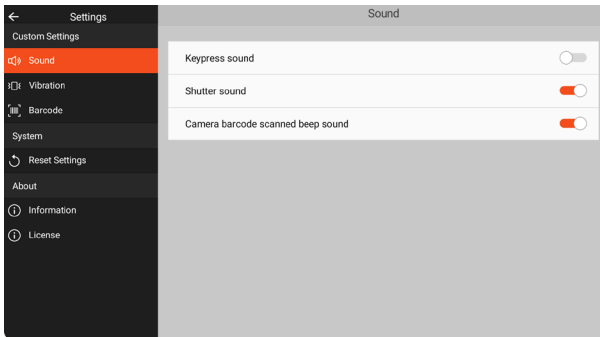 Settings
Custom Settings
Sound
Vibration
Barcode
System
Reset Settings
About
Information
License
Sound
Keypress sound
Shutter sound
Camera barcode scanned beep sound